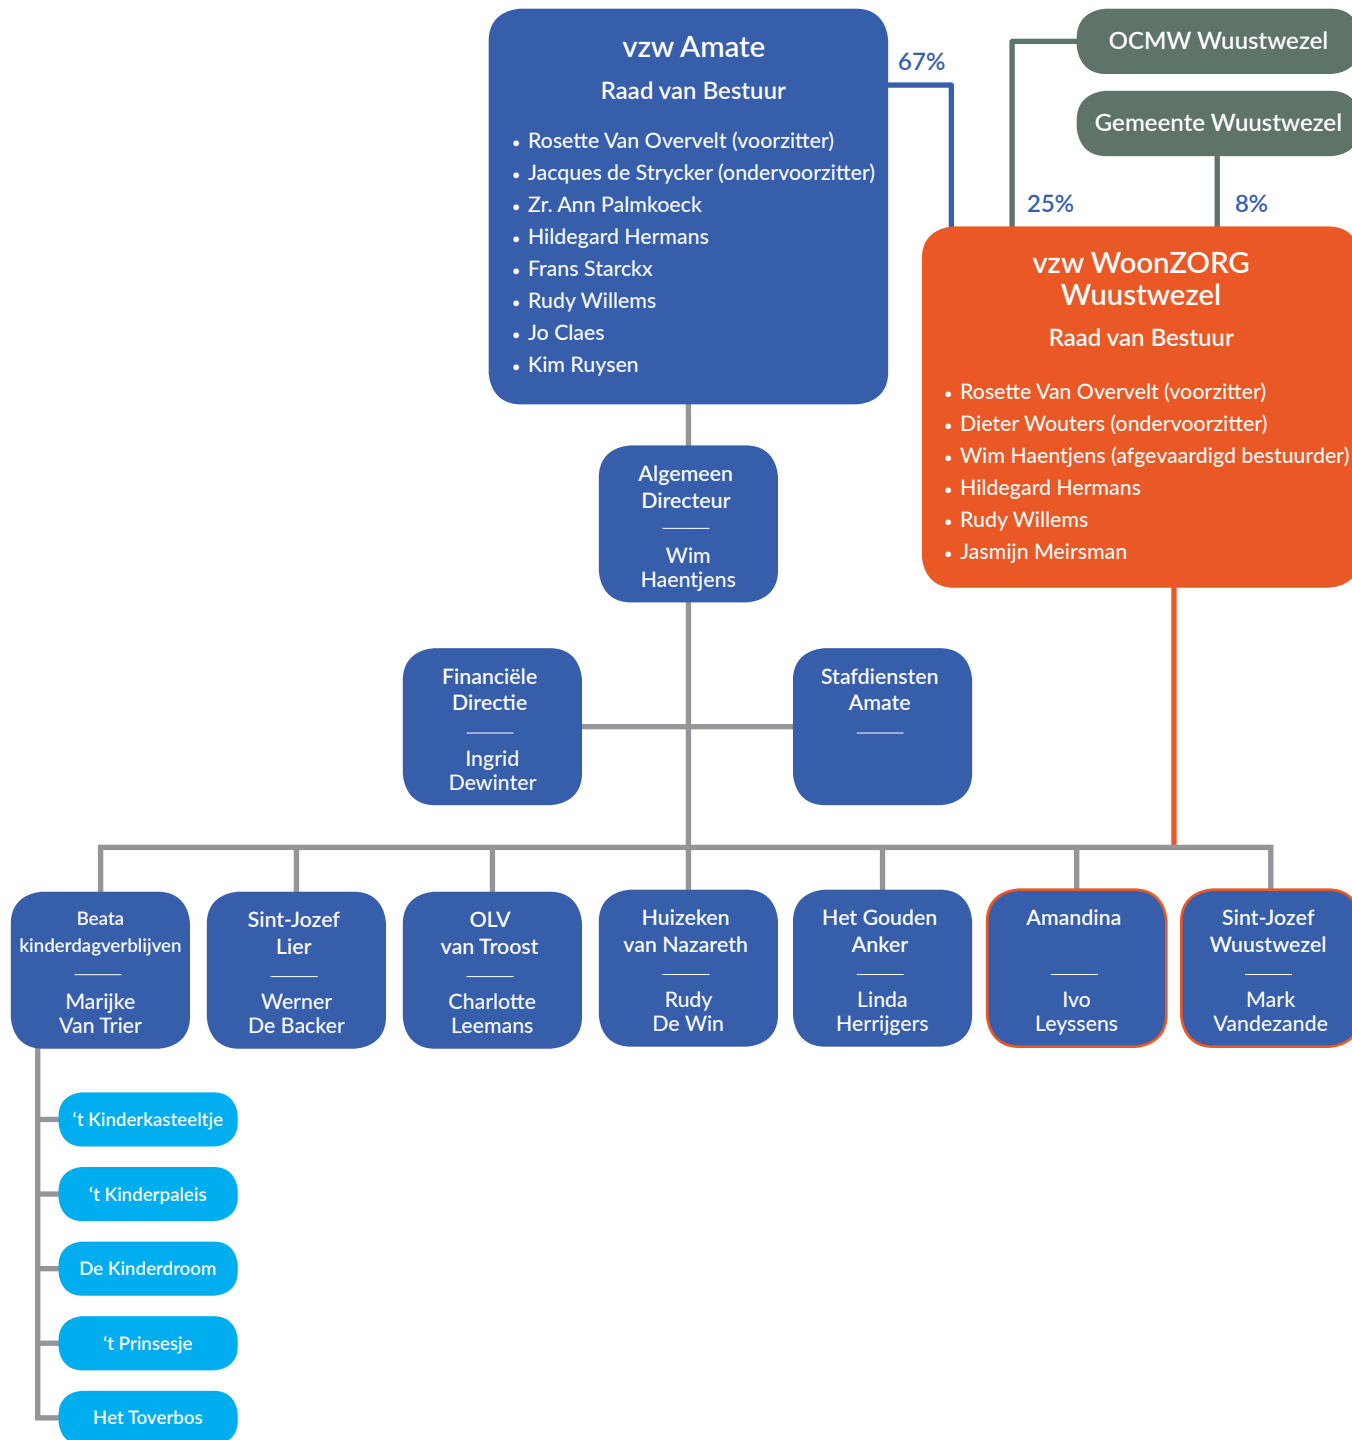 vzw Amate
Raad van Bestuur
• Rosette Van Overvelt (voorzitter)
• Jacques de Strycker (ondervoorzitter)
• Zr. Ann Palmkoeck
• Hildegard Hermans
• Frans Starckx
• Rudy Willems
• Jo Claes
• Kim Ruysen
67%
OCMW Wuustwezel
Gemeente Wuustwezel
25%
8%
vzw WoonZORG
Wuustwezel
Raad van Bestuur
• Rosette Van Overvelt (voorzitter)
• Dieter Wouters (ondervoorzitter)
• Wim Haentjens (afgevaardigd bestuurder)
• Hildegard Hermans
• Rudy Willems
• Jasmijn Meirsman
Algemeen
Directeur
Wim
Haentjens
Financiële
Directie
Ingrid
Dewinter
Stafdiensten
Amate
Beata
kinderdagverblijven
Marijke
Van Trier
Sint-Jozef
Lier
Werner
De Backer
OLV
van Troost
Charlotte
Leemans
Huizeken
van Nazareth
Rudy
De Win
Het Gouden
Anker
Linda
Herrijgers
Amandina
Ivo
Leyssens
Sint-Jozef
Wuustwezel
Mark
Vandezande
‘t Kinderkasteeltje
‘t Kinderpaleis
De Kinderdroom
‘t Prinsesje
Het Toverbos